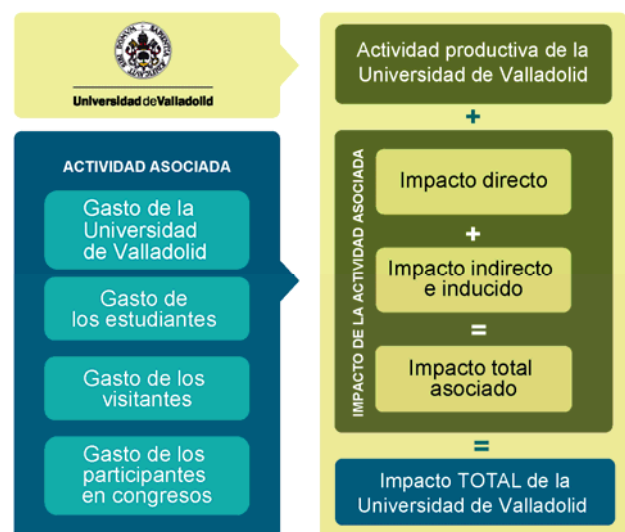 Universidad de Valladolid
ACTIVIDAD ASOCIADA
Gasto de la
Universidad
de Valladolid
Gasto de
los estudiantes
Gasto de los
visitantes
Gasto de los
participantes
en congresos
Actividad productiva de la
Universidad de Valladolid
+
IMPACTO DE LA ACTIVIDAD ASOCIADA
Impacto directo
+
Impacto indirecto
e inducido
=
Impacto total
asociado
=
Impacto TOTAL de la
Universidad de Valladolid